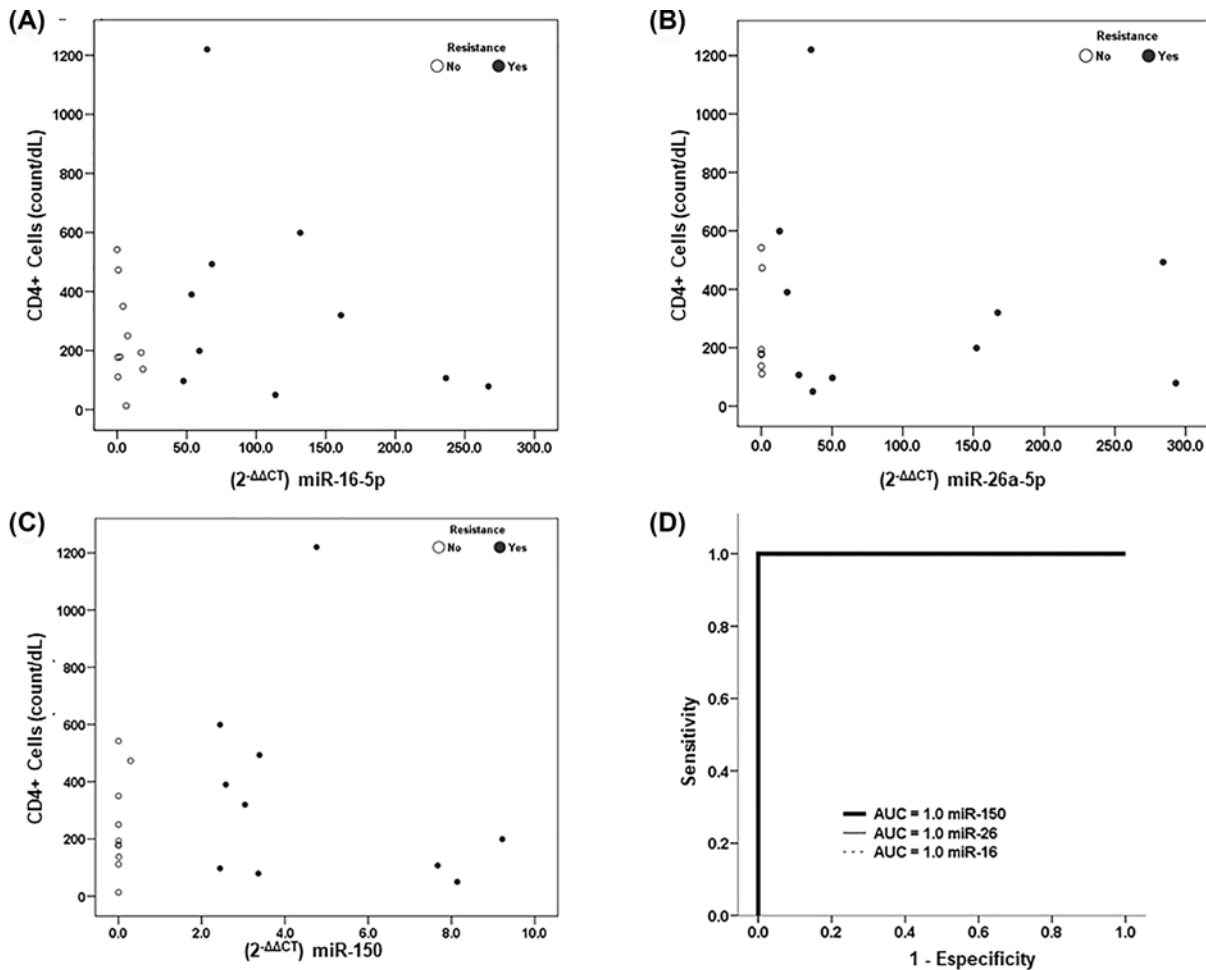 (A)
Resistance
No Yes
1200
1000
800
600
400
200
0
CD4+ Cells (count/dL)
0.0 50.0 100.0 150.0 200.0 250.0 300.0
(2-ΔΔCT) miR-16-5p
(B)
Resistance
No Yes
1200
1000
800
600
400
200
0
CD4+ Cells (count/dL)
0.0 50.0 100.0 150.0 200.0 250.0 300.0
(2-ΔΔCT) miR-26a-5p
(C)
Resistance
No Yes
1200
1000
800
600
400
200
0
CD4+ Cells (count/dL)
0.0 2.0 4.0 6.0 8.0 10.0
(2-ΔΔCT) miR-150
(D)
1.0
0.8
0.6
0.4
0.2
0.0
Sensitivity
AUC = 1.0 miR-150
AUC = 1.0 miR-26
AUC = 1.0 miR-16
0.0 0.2 0.4 0.6 0.8 1.0
1 - Especificity